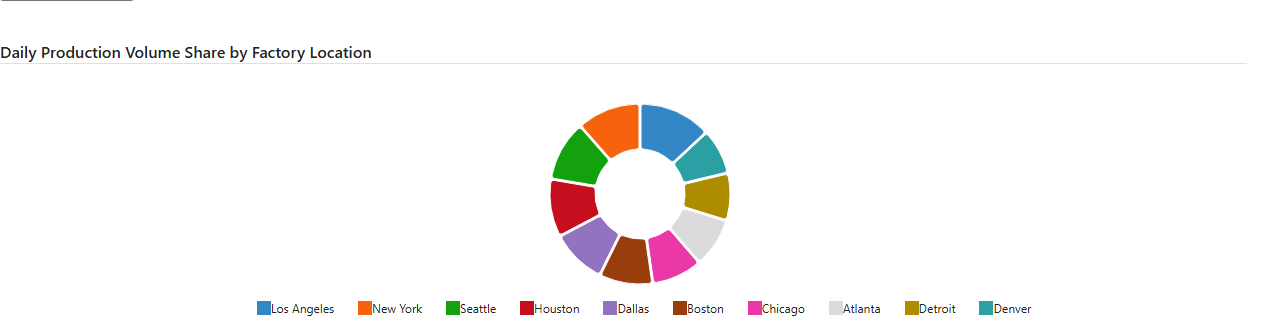 Daily Production Volume Share by Factory Location
Los Angeles New York Seattle Houston Dallas Boston Chicago Atlanta Detroit Denver